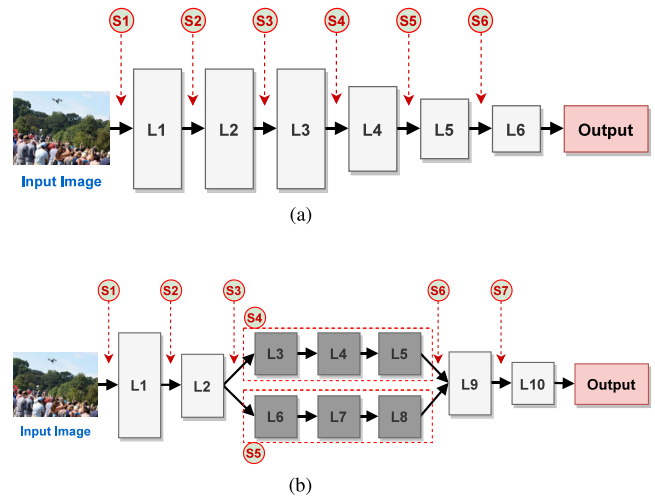 S1 S2 S3 S4 S5 S6
L1 L2 L3 L4 L5 L6 Output
Input Image
(a)
S1 S2 S3 S6 S7
S4
L3 L4 L5
L1 L2 L9 L10 Output
L6 L7 L8
Input Image
S5
(b)